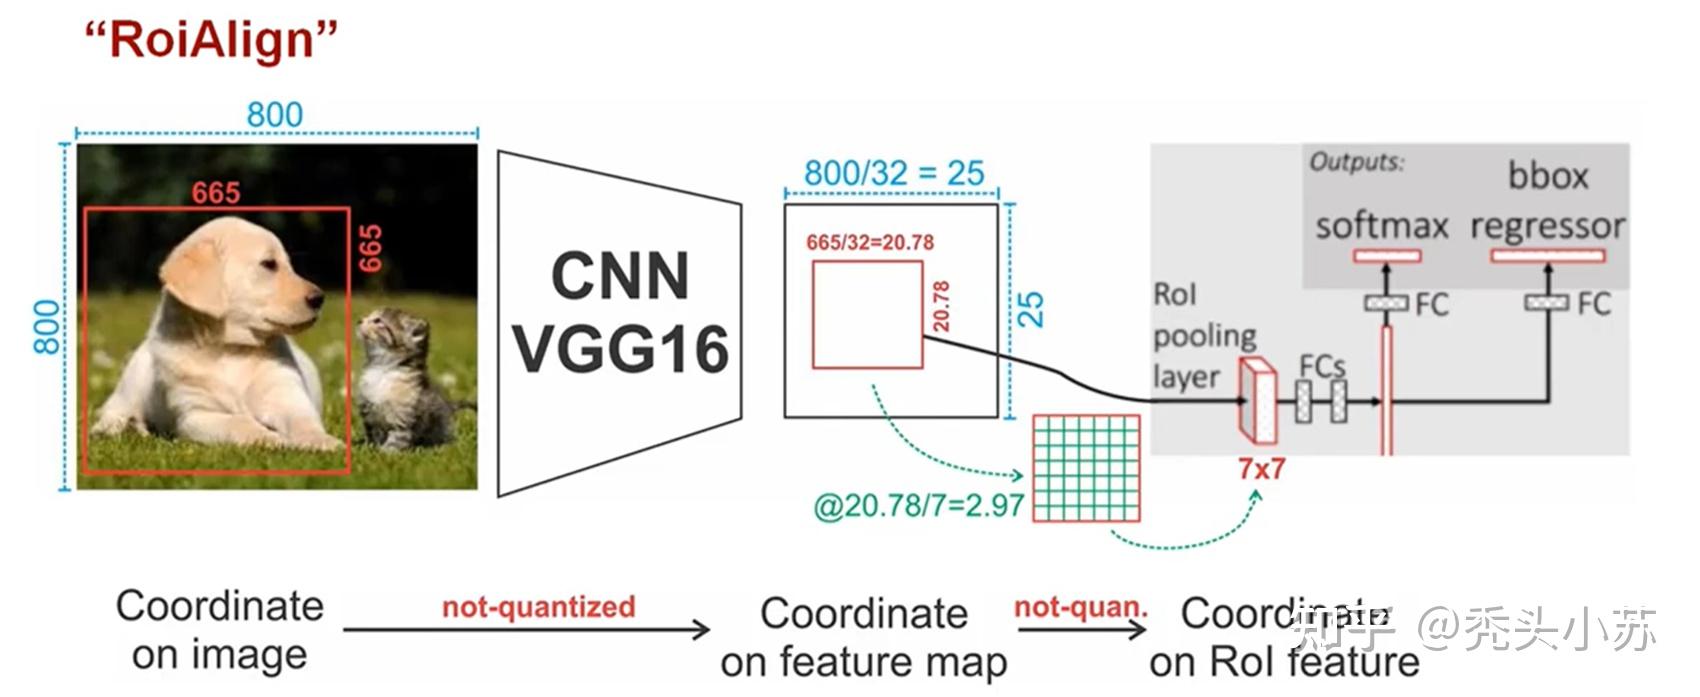 “RoiAlign”
800
800
665
665
CNN
VGG16
800/32 = 25
25
665/32=20.78
20.78
@20.78/7=2.97
Outputs:
bbox
softmax regressor
FC
FC
RoI
pooling
layer
FCs
7x7
Coordinate
on image
not-quantized
Coordinate
on feature map
not-quan.
Coordinate
on RoI feature
知乎 @秃头小苏